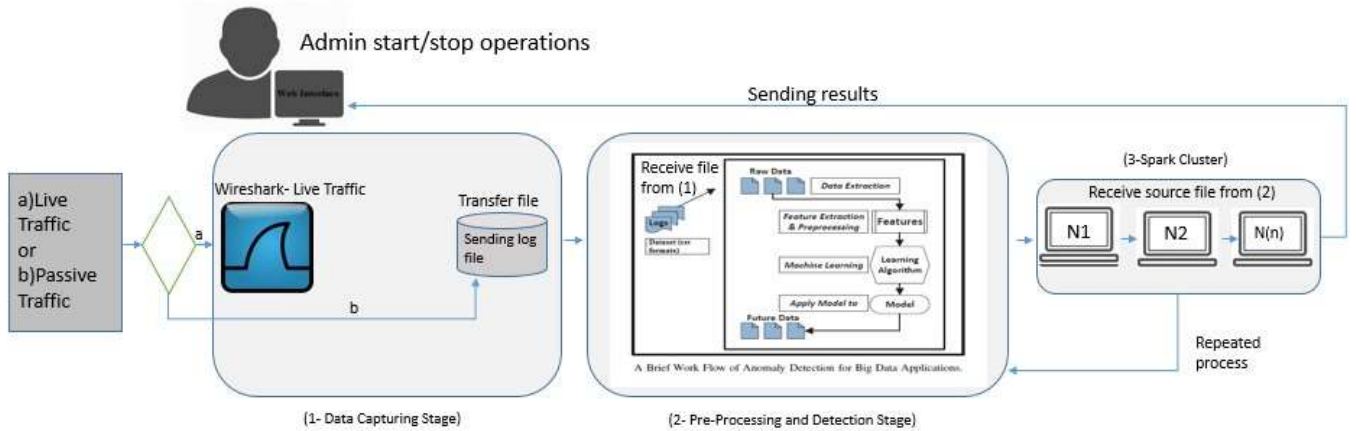 Admin start/stop operations
Web Interface
Sending results
a)Live
Traffic
or
b)Passive
Traffic
a
b
Wireshark- Live Traffic
Transfer file
Sending log
file
(1- Data Capturing Stage)
Receive file
from (1)
Logs
Dataset (csv
formats)
Raw Data
Data Extraction
Feature Extraction
& Preprocessing
Features
Machine Learning
Learning
Algorithm
Apply Model to
Model
Future Data
A Brief Work Flow of Anomaly Detection for Big Data Applications.
(2- Pre-Processing and Detection Stage)
(3-Spark Cluster)
Receive source file from (2)
N1
N2
N(n)
Repeated
process